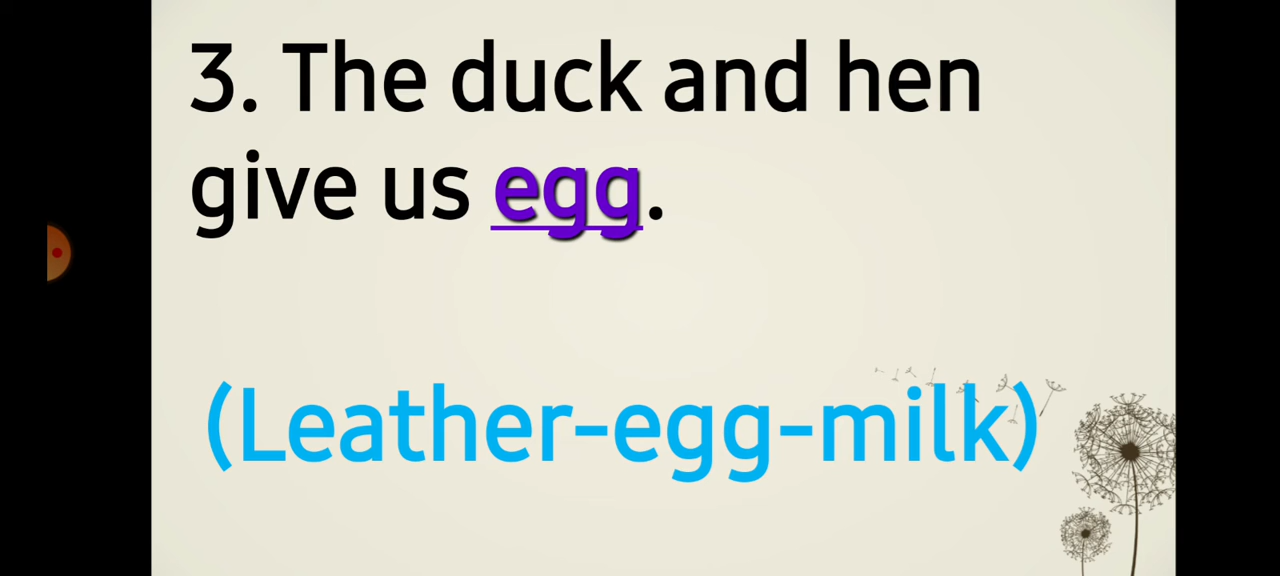 3. The duck and hen
give us egg.
(Leather-egg-milk)